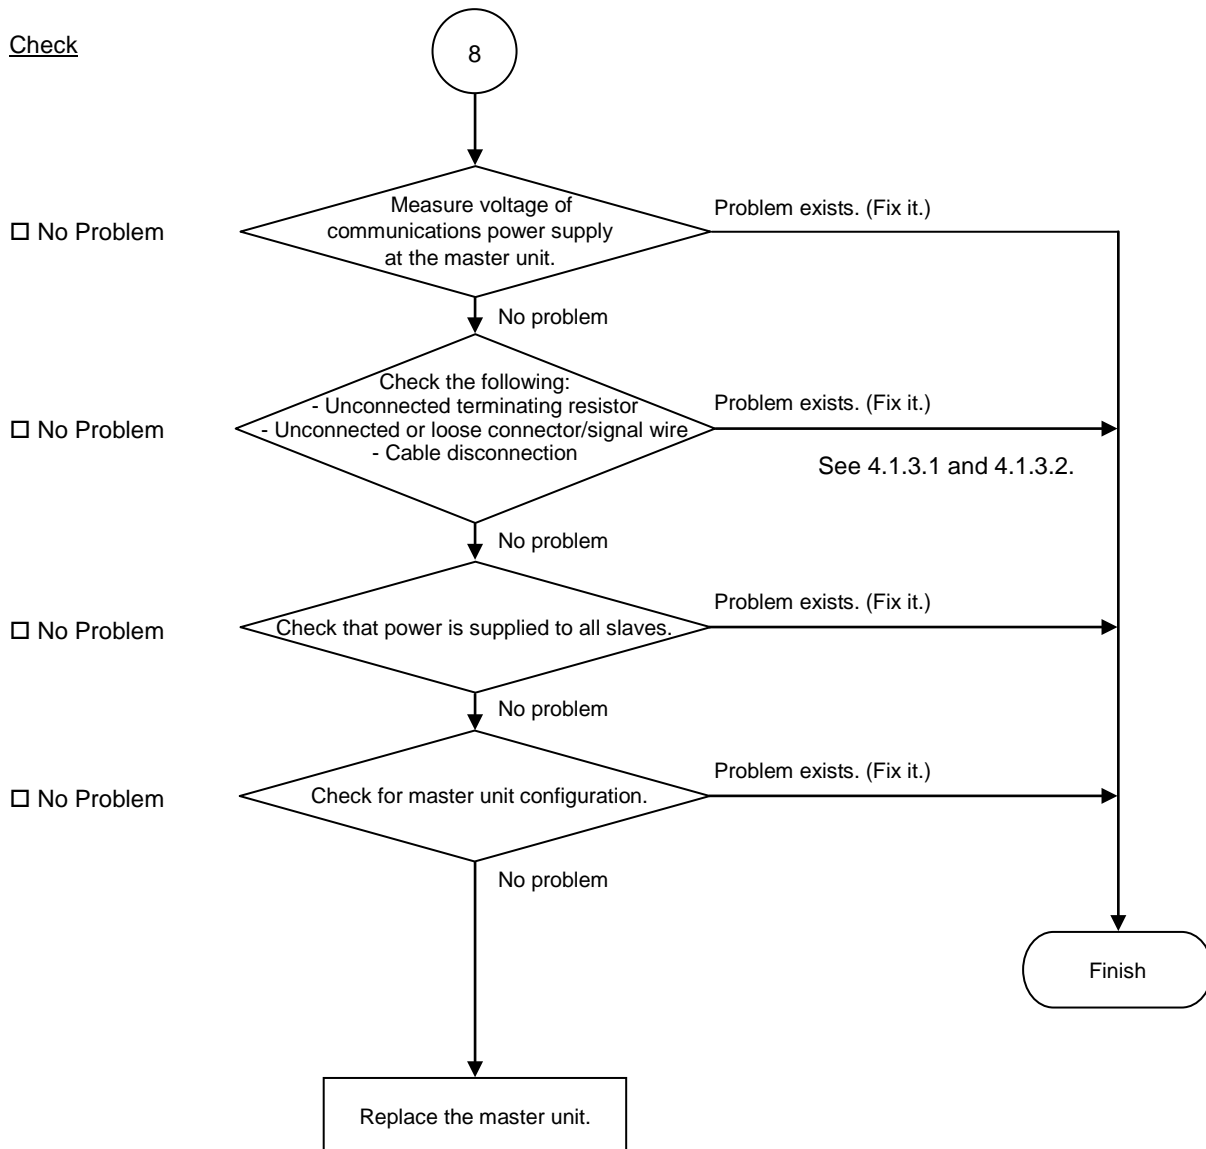 Check
8
Measure voltage of
communications power supply
at the master unit.
Problem exists. (Fix it.)
□ No Problem
No problem
Check the following:
- Unconnected terminating resistor
- Unconnected or loose connector/signal wire
- Cable disconnection
Problem exists. (Fix it.)
□ No Problem
See 4.1.3.1 and 4.1.3.2.
No problem
Check that power is supplied to all slaves.
Problem exists. (Fix it.)
□ No Problem
No problem
Check for master unit configuration.
Problem exists. (Fix it.)
□ No Problem
No problem
Finish
Replace the master unit.